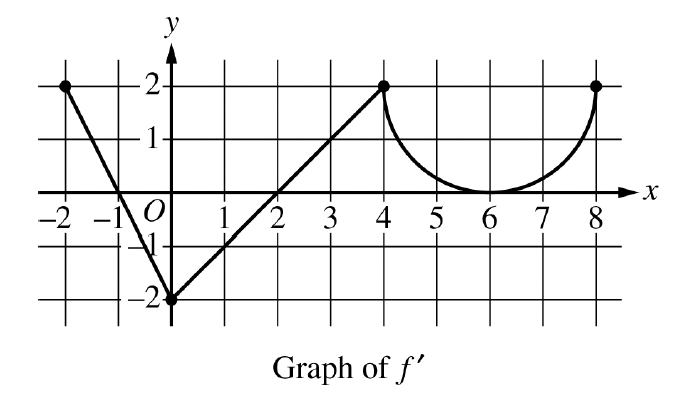 y
2
1
x
–2 –1 O 1 2 3 4 5 6 7 8
–1
–2
Graph of f′